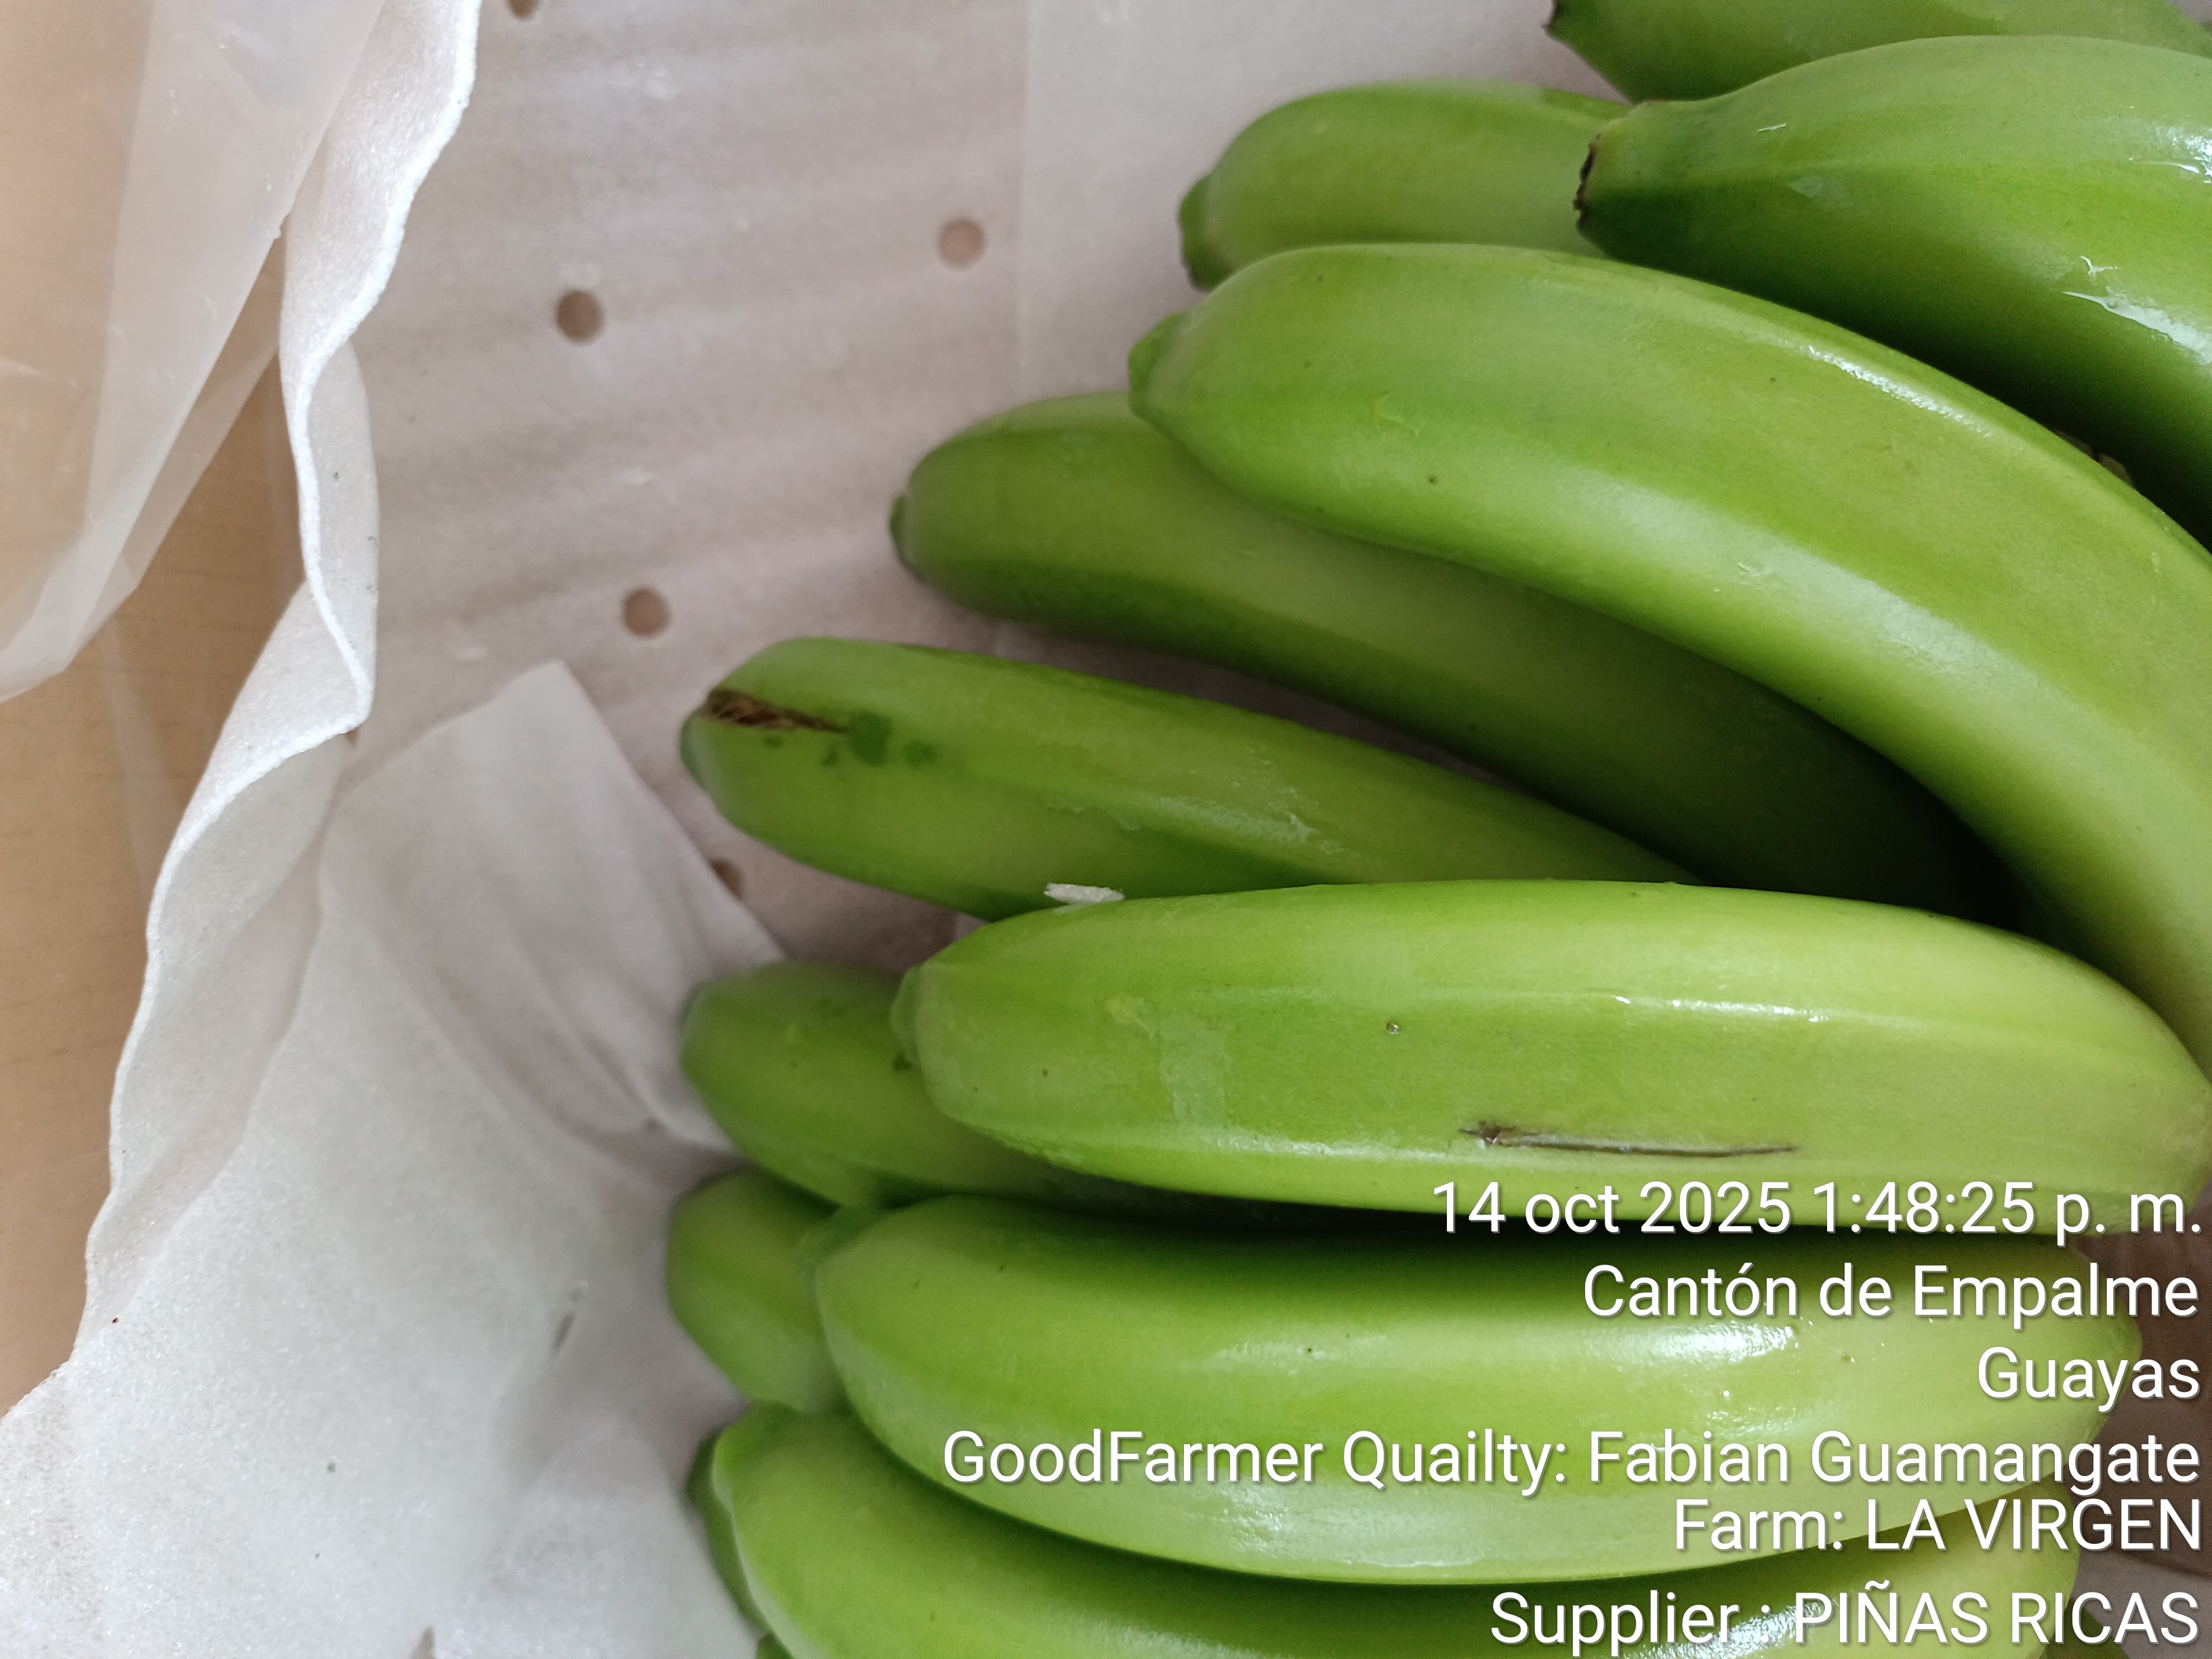 14 oct 2025 1:48:25 p. m.
Cantón de Empalme
Guayas
GoodFarmer Quailty: Fabian Guamangate
Farm: LA VIRGEN
Supplier : PIÑAS RICAS